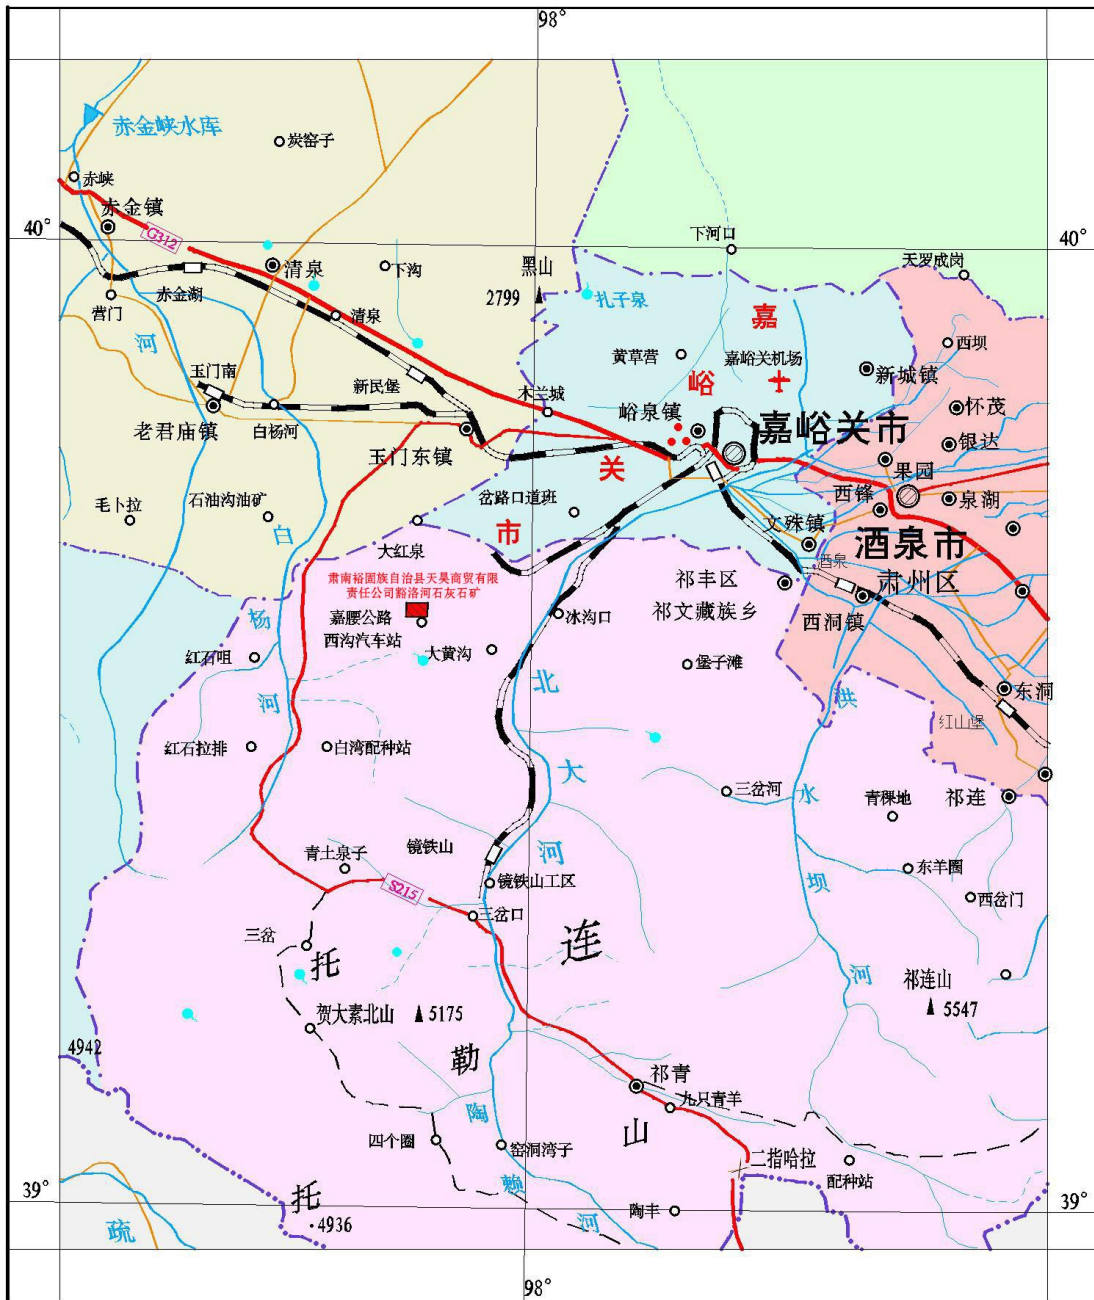 98°
赤金峡水库
炭窑子
赤峡
赤金镇
G312
40°
下河口
40°
清泉
下沟
黑山
天罗成岗
赤金湖
2799
扎子泉
嘉
营门
清泉
河
西坝
黄草营
嘉峪关机场
玉门南
新民堡
峪
新城镇
木兰城
怀茂
老君庙镇
白杨河
峪泉镇
嘉峪关市
银达
玉门东镇
关
果园
毛卜拉
石油沟油矿
岔路口道班
西锋
泉湖
白
市
文殊镇
酒泉市
大红泉
酒泉
肃南裕固族自治县天昊商贸有限
责任公司豁洛河石灰石矿
祁丰区
肃州区
杨
嘉腰公路
冰沟口
祁文藏族乡
西洞镇
西沟汽车站
大黄沟
红石咀
堡子滩
北
东洞
河
洪
红山堡
红石拉排
白湾配种站
大
三岔河
水
青稞地
祁连
镜铁山
河
青土泉子
东羊圈
镜铁山工区
坝
S215
西岔门
三岔口
连
三岔
托
河
祁连山
贺大素北山
5175
5547
4942
勒
祁青
陶
九只青羊
山
四个圈
窑洞湾子
二指哈拉
配种站
39°
托
赖
39°
疏
4936
河
陶丰
98°